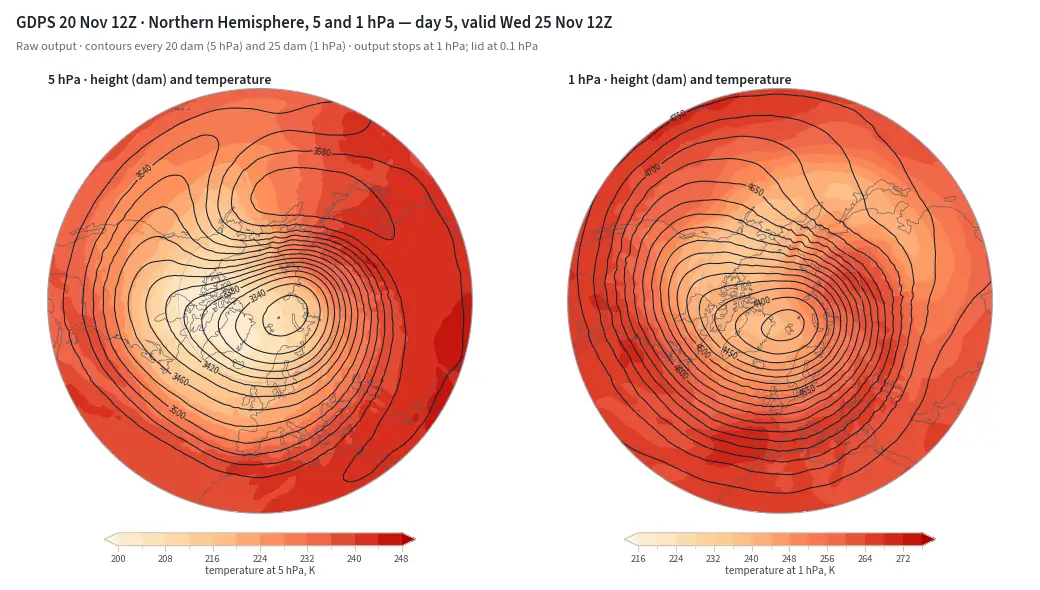 GDPS 20 Nov 12Z · Northern Hemisphere, 5 and 1 hPa — day 5, valid Wed 25 Nov 12Z
Raw output · contours every 20 dam (5 hPa) and 25 dam (1 hPa) · output stops at 1 hPa; lid at 0.1 hPa
5 hPa · height (dam) and temperature
3540
3580
3340
3420
3460
3500
200 208 216 224 232 240 248
temperature at 5 hPa, K
1 hPa · height (dam) and temperature
4250
4650
4400
4450
4500
216 224 232 240 248 256 264 272
temperature at 1 hPa, K